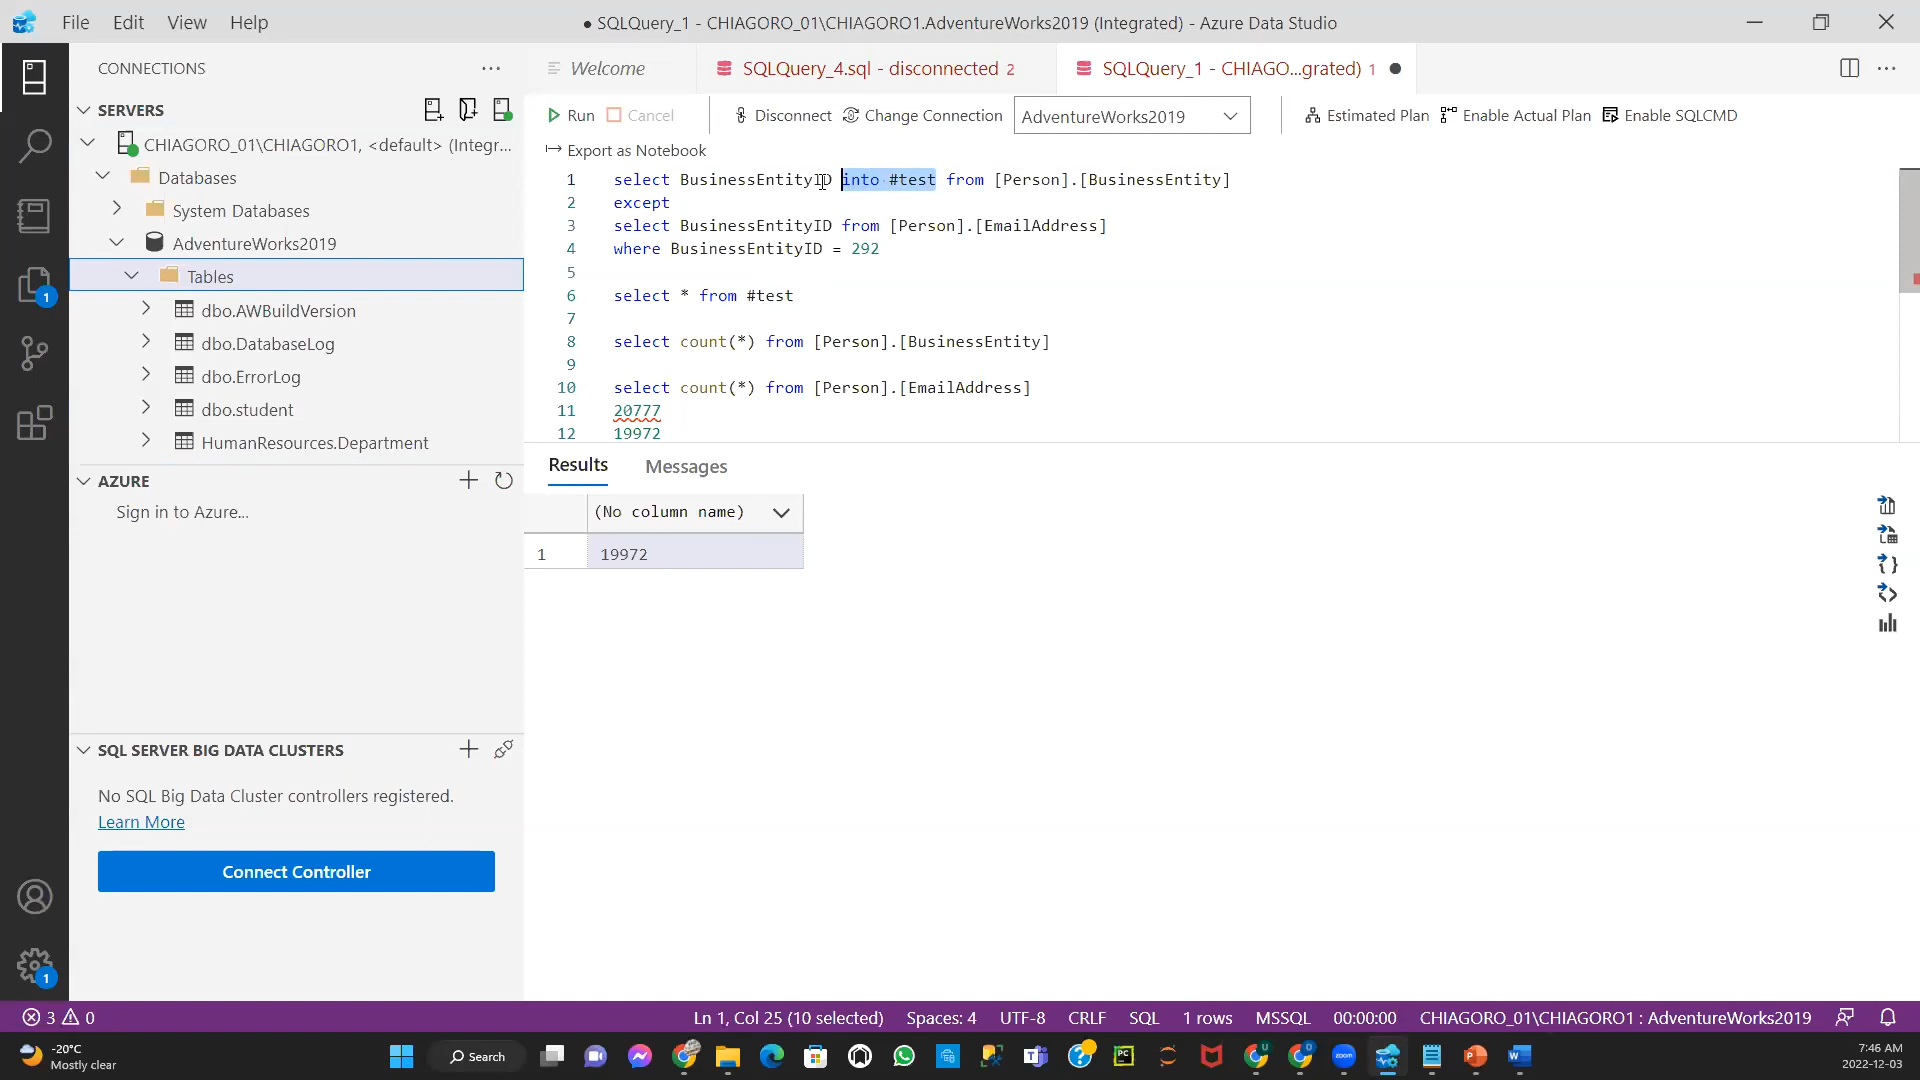 File Edit View Help
● SQLQuery_1 - CHIAGORO_01\CHIAGORO1.AdventureWorks2019 (Integrated) - Azure Data Studio
CONNECTIONS
Welcome
SQLQuery_4.sql - disconnected 2
SQLQuery_1 - CHIAGO...grated) 1
SERVERS
Run Cancel Disconnect Change Connection AdventureWorks2019 Estimated Plan Enable Actual Plan Enable SQLCMD
Export as Notebook
CHIAGORO_01\CHIAGORO1, <default> (Integr...
Databases
System Databases
AdventureWorks2019
Tables
dbo.AWBuildVersion
dbo.DatabaseLog
dbo.ErrorLog
dbo.student
HumanResources.Department
1 select BusinessEntityID into #test from [Person].[BusinessEntity]
2 except
3 select BusinessEntityID from [Person].[EmailAddress]
4 where BusinessEntityID = 292
5
6 select * from #test
7
8 select count(*) from [Person].[BusinessEntity]
9
10 select count(*) from [Person].[EmailAddress]
11 20777
12 19972
AZURE
Sign in to Azure...
Results Messages
(No column name)
1 19972
SQL SERVER BIG DATA CLUSTERS
No SQL Big Data Cluster controllers registered.
Learn More
Connect Controller
1
1
3 0
Ln 1, Col 25 (10 selected) Spaces: 4 UTF-8 CRLF SQL 1 rows MSSQL 00:00:00 CHIAGORO_01\CHIAGORO1 : AdventureWorks2019
-20°C
Mostly clear
Search
PC
zoom
7:46 AM
2022-12-03